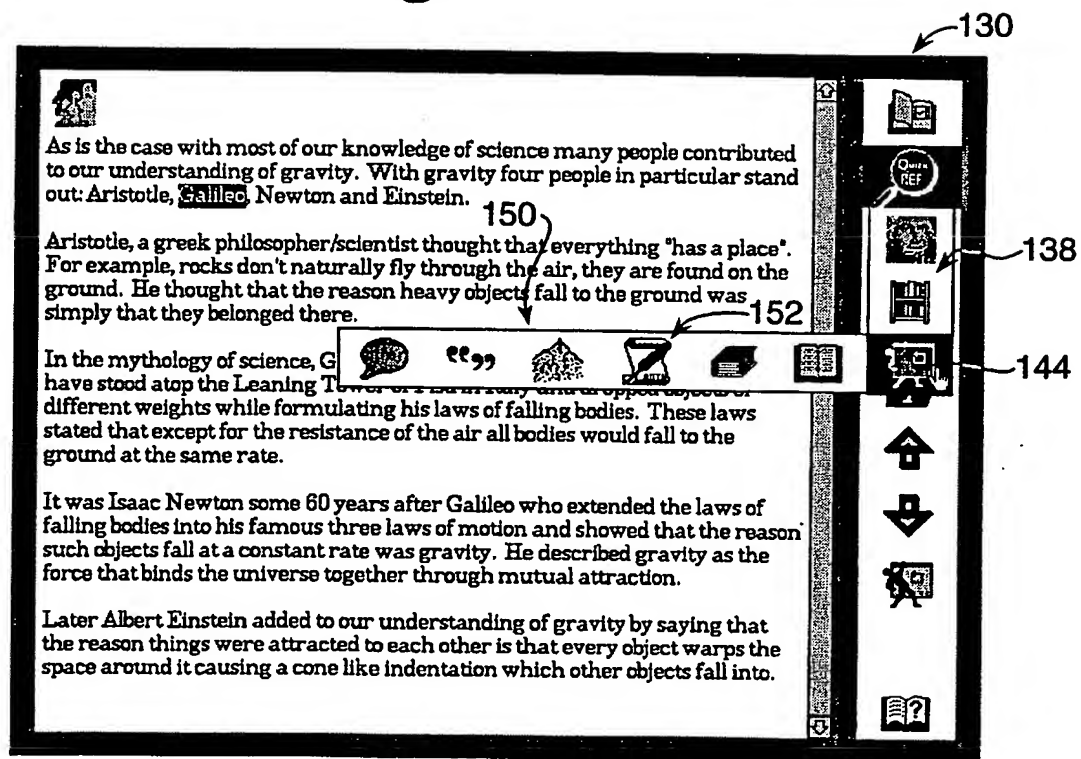 130
As is the case with most of our knowledge of science many people contributed
to our understanding of gravity. With gravity four people in particular stand
out: Aristotle, Galileo, Newton and Einstein.
150
Aristotle, a greek philosopher/scientist thought that everything "has a place".
For example, rocks don't naturally fly through the air, they are found on the
ground. He thought that the reason heavy objects fall to the ground was
simply that they belonged there.
152
In the mythology of science, G
have stood atop the Leaning
different weights while formulating his laws of falling bodies. These laws
stated that except for the resistance of the air all bodies would fall to the
ground at the same rate.
It was Isaac Newton some 60 years after Galileo who extended the laws of
falling bodies into his famous three laws of motion and showed that the reason
such objects fall at a constant rate was gravity. He described gravity as the
force that binds the universe together through mutual attraction.
Later Albert Einstein added to our understanding of gravity by saying that
the reason things were attracted to each other is that every object warps the
space around it causing a cone like indentation which other objects fall into.
QUICK
REF
138
144
?